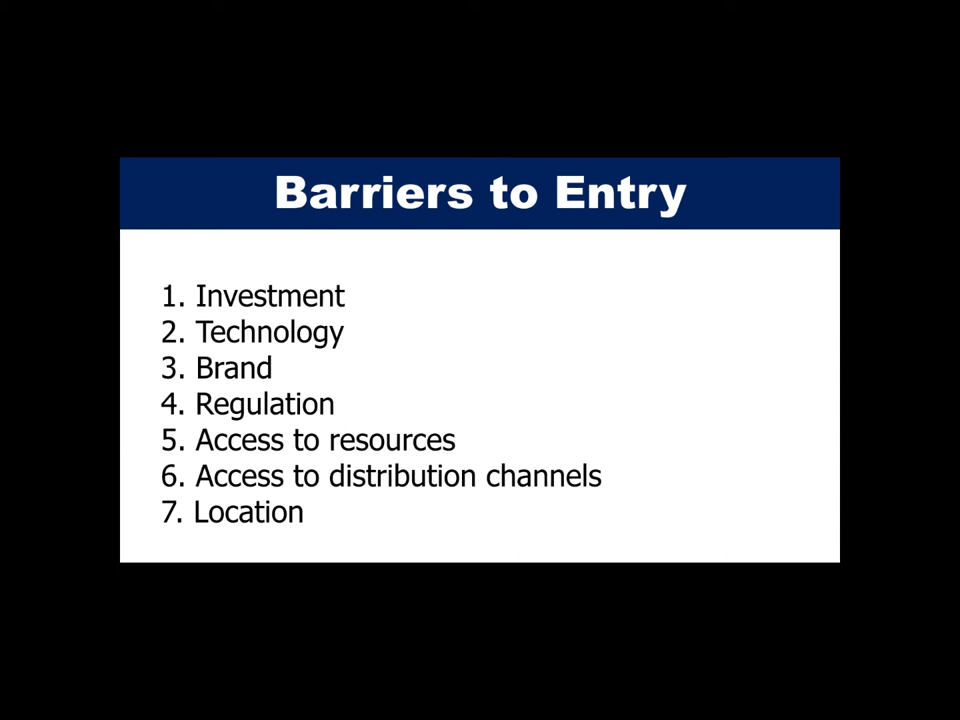 Barriers to Entry
1. Investment
2. Technology
3. Brand
4. Regulation
5. Access to resources
6. Access to distribution channels
7. Location